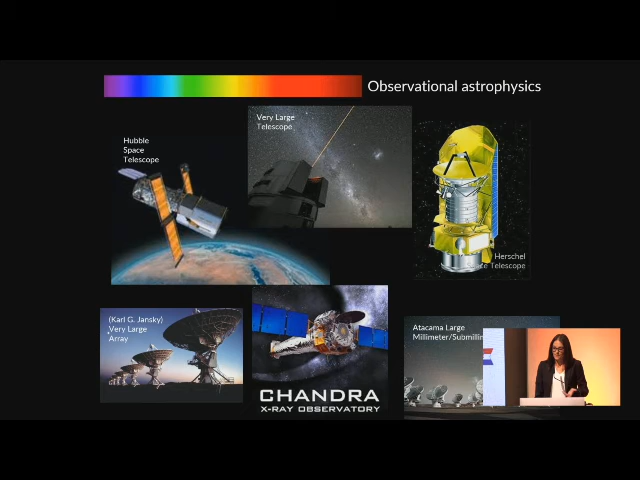 Observational astrophysics
Hubble
Space
Telescope
Very Large
Telescope
Herschel
Telescope
(Karl G. Jansky)
Very Large
Array
CHANDRA
X-RAY OBSERVATORY
Atacama Large